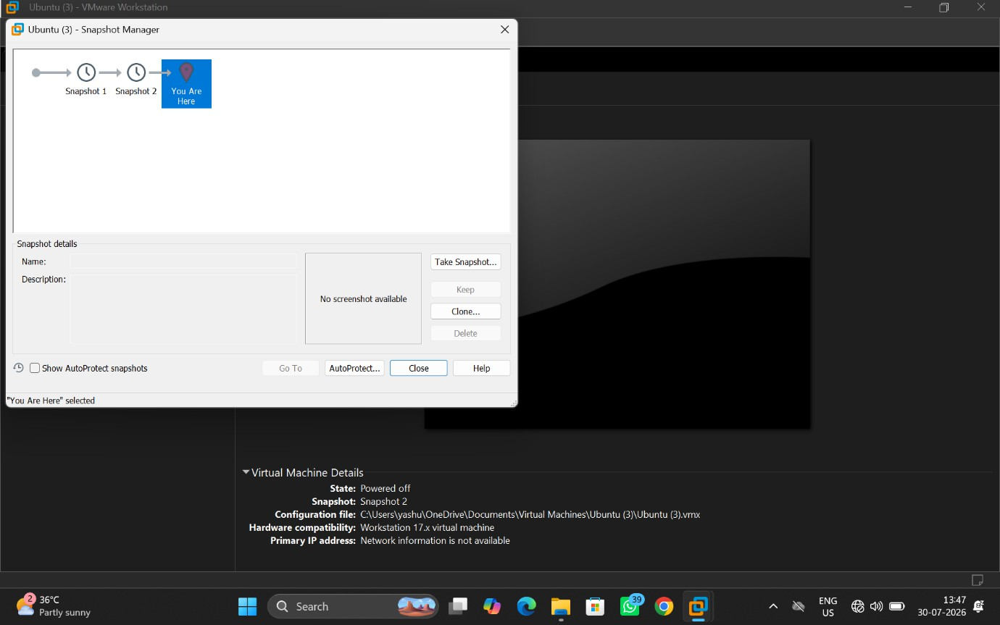 Ubuntu (3) - VMware Workstation
Ubuntu (3) - Snapshot Manager
Snapshot 1
Snapshot 2
You Are
Here
Snapshot details
Name:
Description:
No screenshot available
Take Snapshot...
Keep
Clone...
Delete
Show AutoProtect snapshots
Go To
AutoProtect...
Close
Help
"You Are Here" selected
Virtual Machine Details
State: Powered off
Snapshot: Snapshot 2
Configuration file: C:\Users\yashu\OneDrive\Documents\Virtual Machines\Ubuntu (3)\Ubuntu (3).vmx
Hardware compatibility: Workstation 17.x virtual machine
Primary IP address: Network information is not available
2
36°C
Partly sunny
Search
39
ENG
US
13:47
30-07-2026